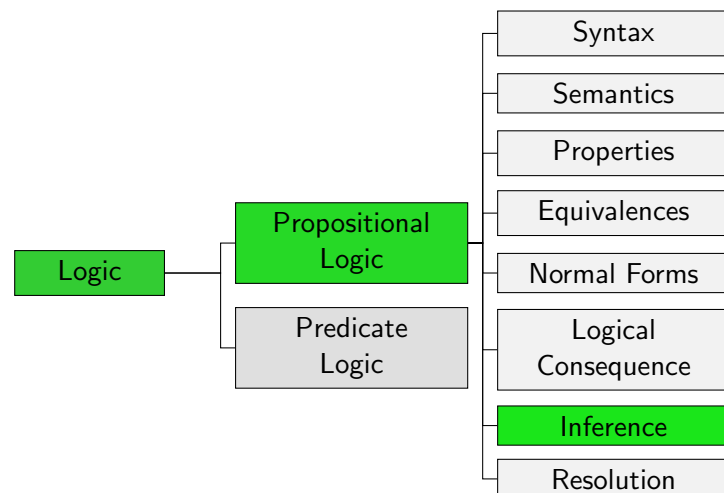 Logic
Propositional
Logic
Predicate
Logic
Syntax
Semantics
Properties
Equivalences
Normal Forms
Logical
Consequence
Inference
Resolution